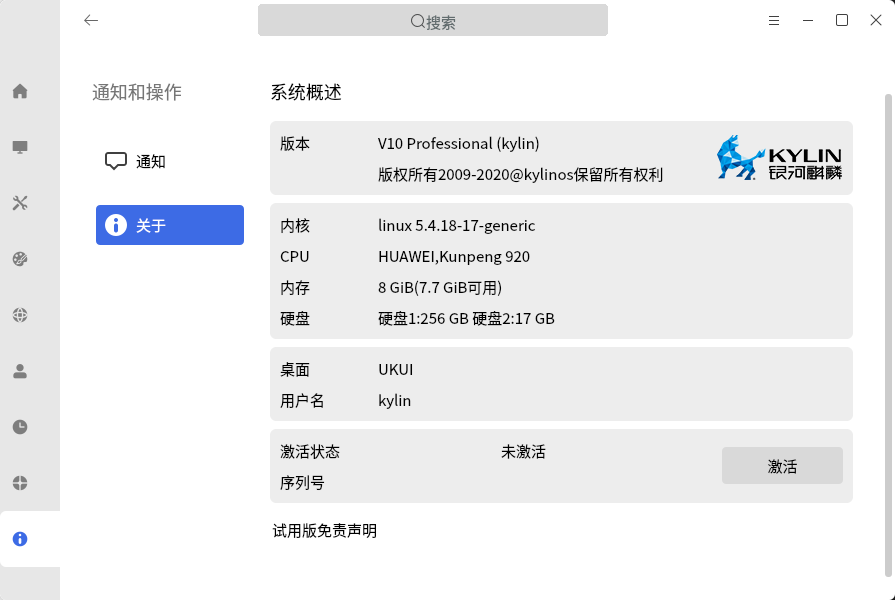 搜索
通知和操作
通知
关于
系统概述
版本 V10 Professional (kylin)
版权所有2009-2020@kylinos保留所有权利
KYLIN
银河麒麟
内核 linux 5.4.18-17-generic
CPU HUAWEI,Kunpeng 920
内存 8 GiB(7.7 GiB可用)
硬盘 硬盘1:256 GB 硬盘2:17 GB
桌面 UKUI
用户名 kylin
激活状态 未激活
激活
序列号
试用版免责声明